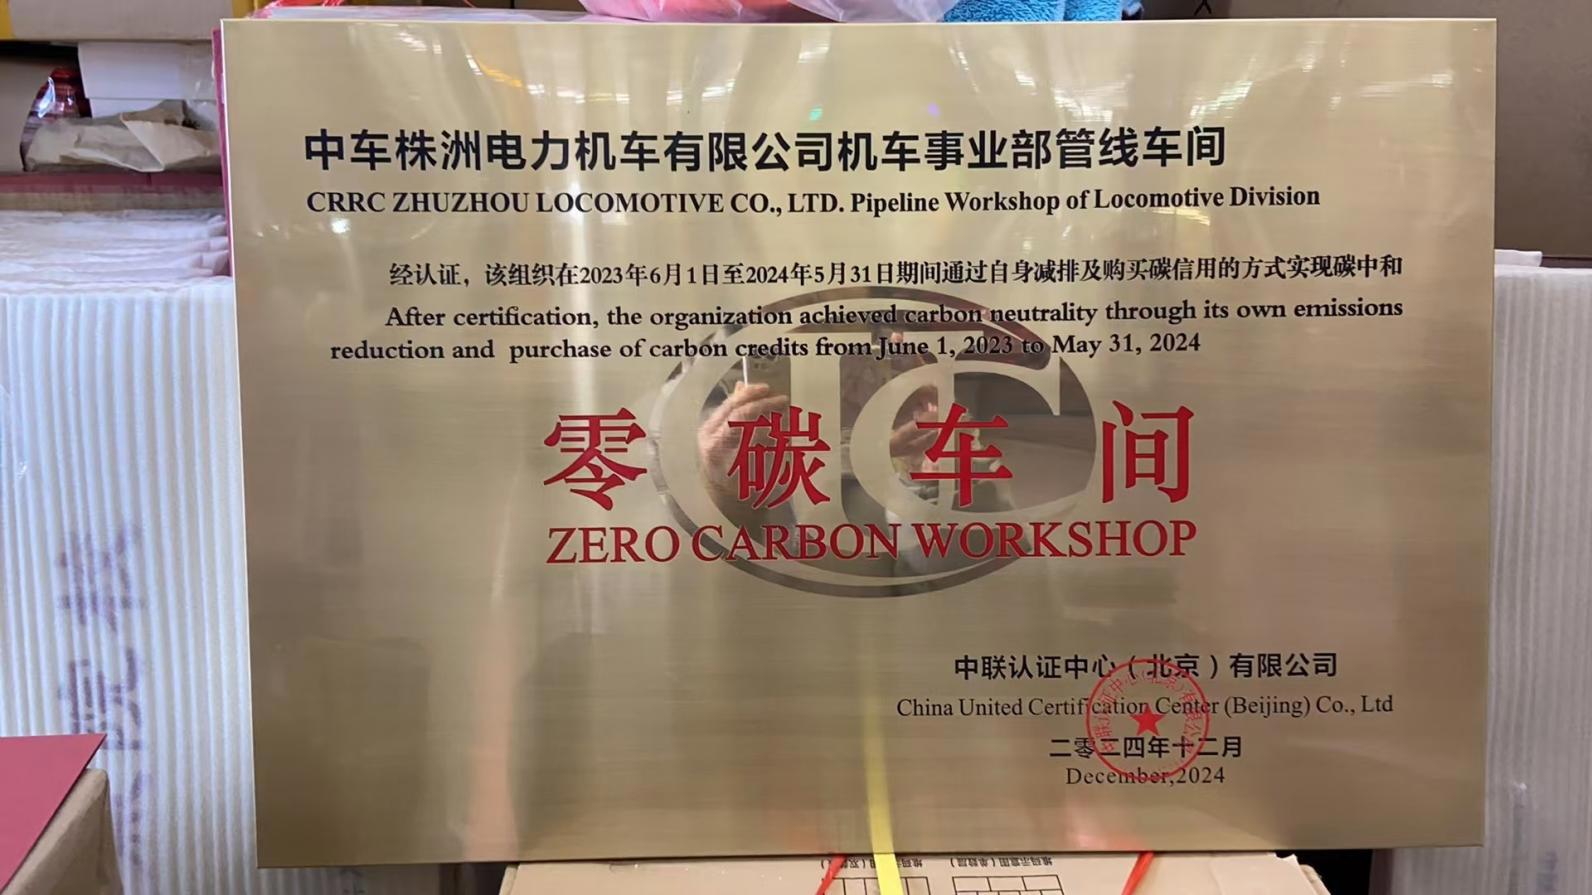 中车株洲电力机车有限公司机车事业部管线车间
CRRC ZHUZHOU LOCOMOTIVE CO., LTD. Pipeline Workshop of Locomotive Division
经认证，该组织在2023年6月1日至2024年5月31日期间通过自身减排及购买碳信用的方式实现碳中和
After certification, the organization achieved carbon neutrality through its own emissions
reduction and purchase of carbon credits from June 1, 2023 to May 31, 2024
零碳车间
ZERO CARBON WORKSHOP
中联认证中心（北京）有限公司
China United Certification Center (Beijing) Co., Ltd
二零二四年十二月
December,2024